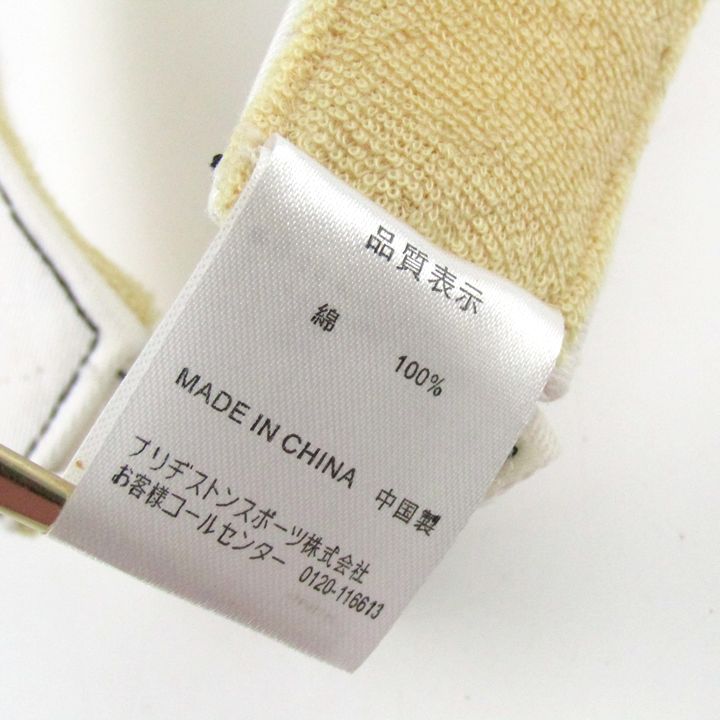 品質表示
綿 100%
MADE IN CHINA 中国製
ブリヂストンスポーツ株式会社
お客様コールセンター 0120-116613